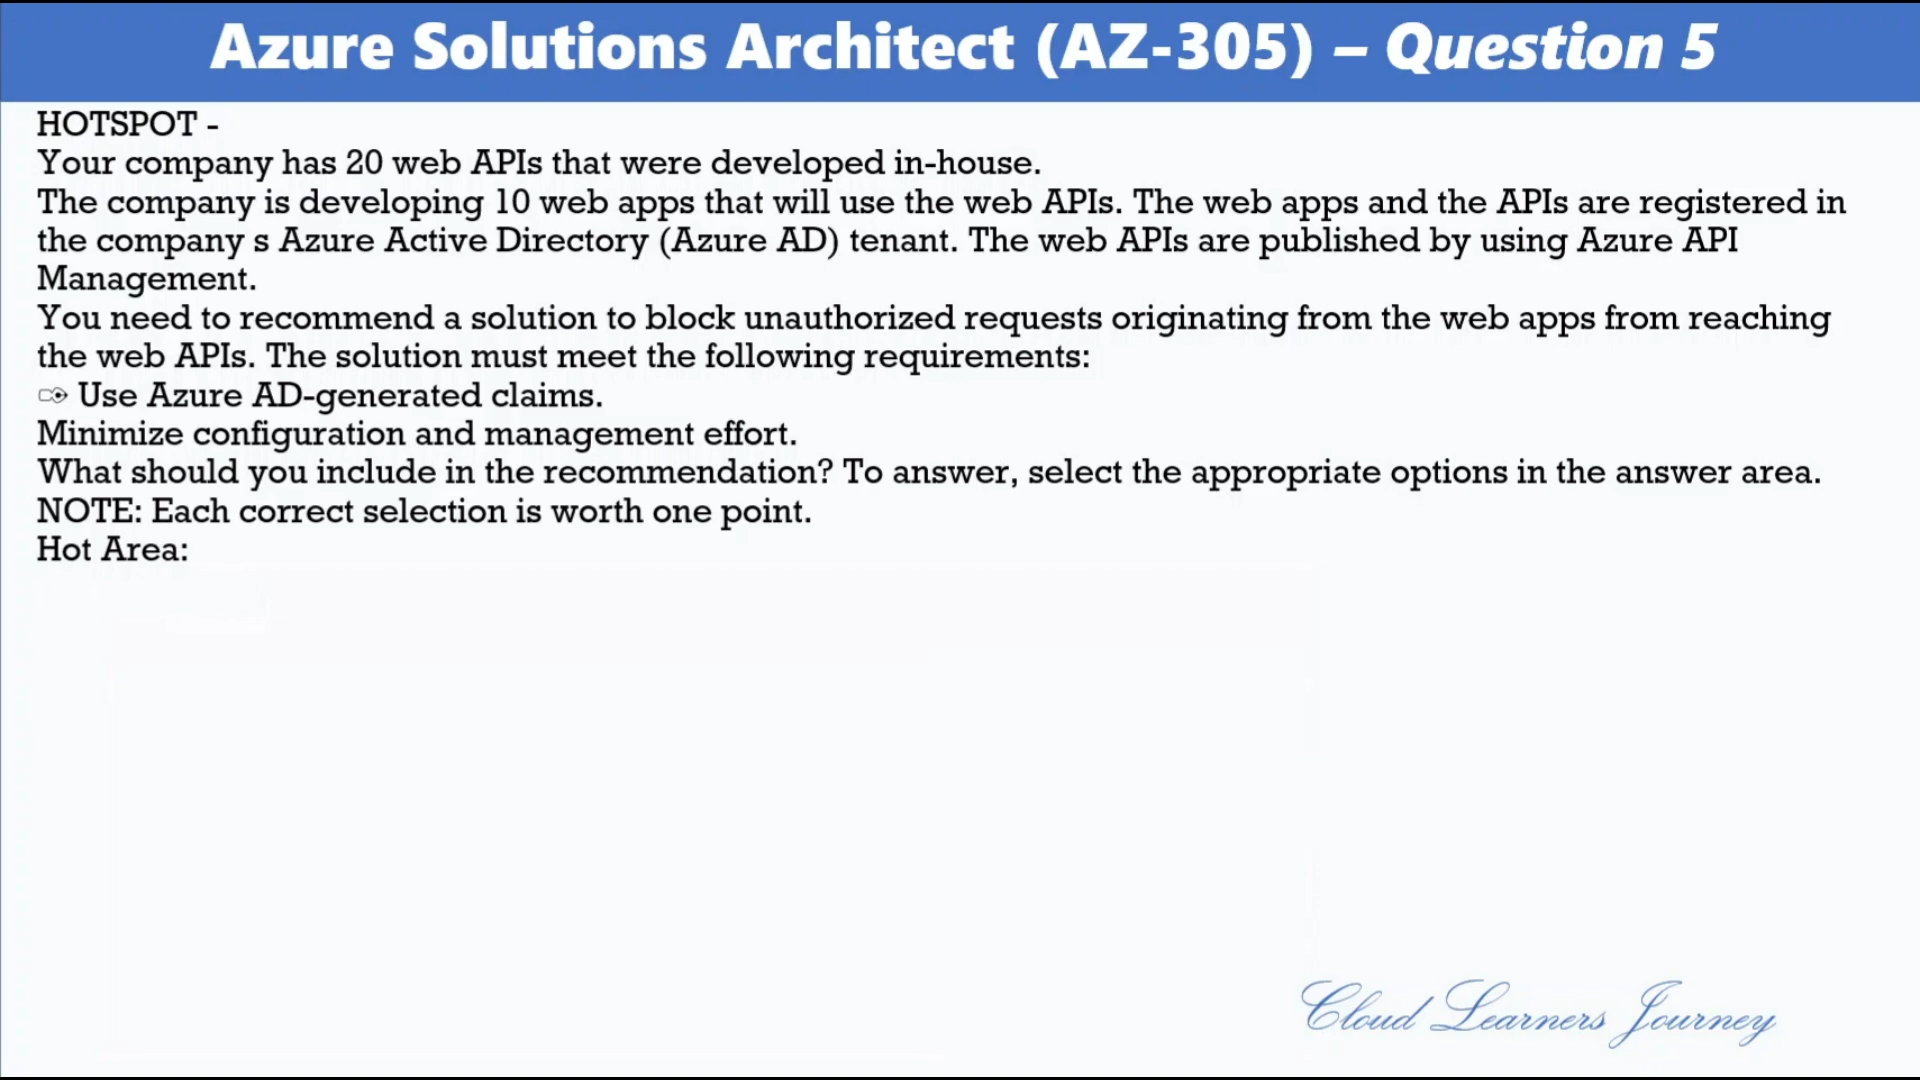 Azure Solutions Architect (AZ-305) – Question 5
HOTSPOT -
Your company has 20 web APIs that were developed in-house.
The company is developing 10 web apps that will use the web APIs. The web apps and the APIs are registered in
the company s Azure Active Directory (Azure AD) tenant. The web APIs are published by using Azure API
Management.
You need to recommend a solution to block unauthorized requests originating from the web apps from reaching
the web APIs. The solution must meet the following requirements:
Use Azure AD-generated claims.
Minimize configuration and management effort.
What should you include in the recommendation? To answer, select the appropriate options in the answer area.
NOTE: Each correct selection is worth one point.
Hot Area:
Cloud Learners Journey